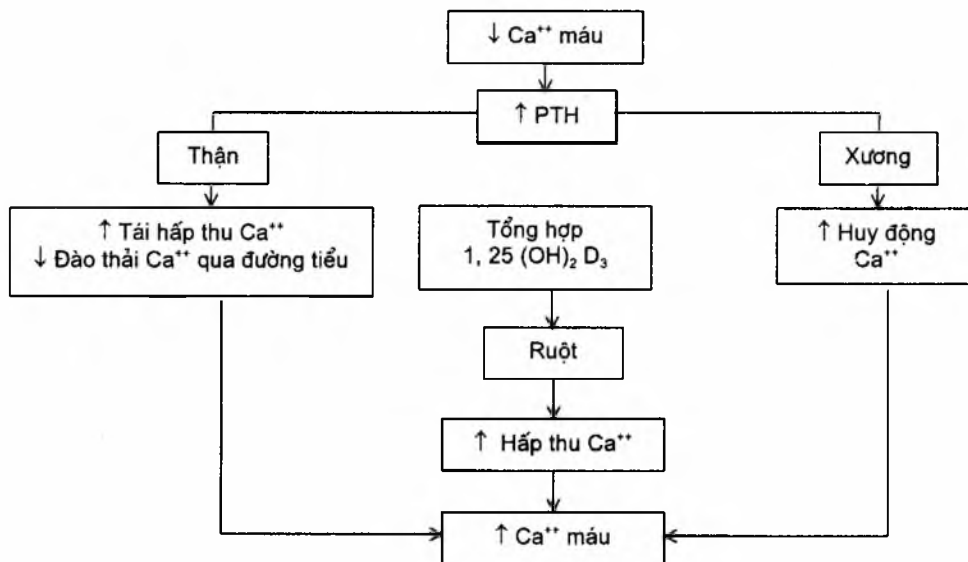 ↓ Ca⁺⁺ máu
↑ PTH
Thận
Xương
↑ Tái hấp thu Ca⁺⁺
↓ Đào thải Ca⁺⁺ qua đường tiểu
Tổng hợp
1, 25 (OH)₂ D₃
↑ Huy động
Ca⁺⁺
Ruột
↑ Hấp thu Ca⁺⁺
↑ Ca⁺⁺ máu